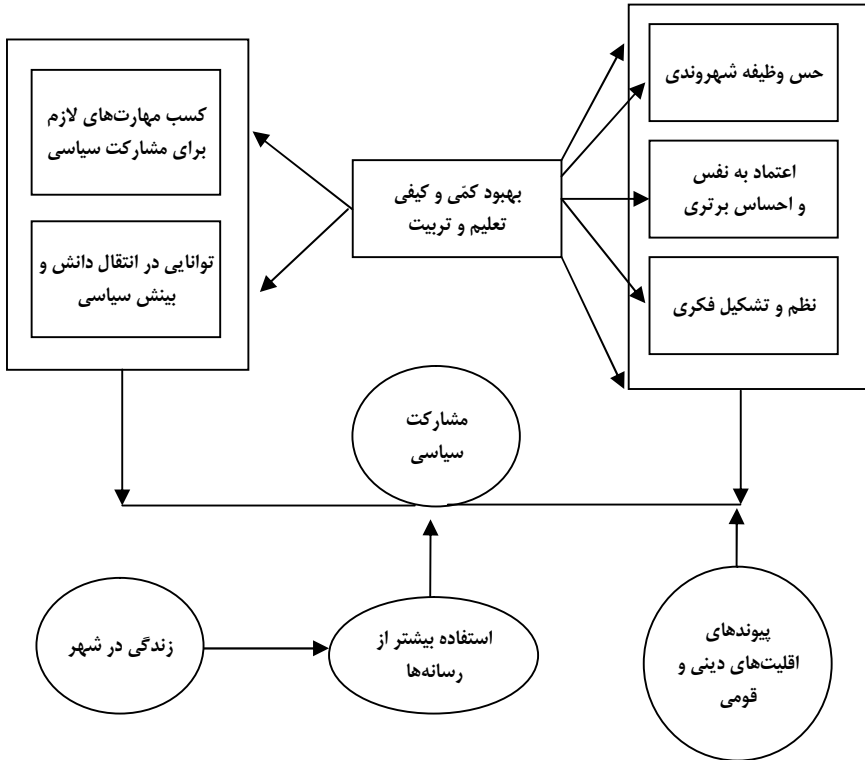 حس وظیفه شهروندی
اعتماد به نفس
و احساس برتری
نظم و تشکیل فکری
بهبود کمّی و کیفی
تعلیم و تربیت
کسب مهارت‌های لازم
برای مشارکت سیاسی
توانایی در انتقال دانش و
بینش سیاسی
مشارکت
سیاسی
پیوندهای
اقلیت‌های دینی و
قومی
استفاده بیشتر از
رسانه‌ها
زندگی در شهر